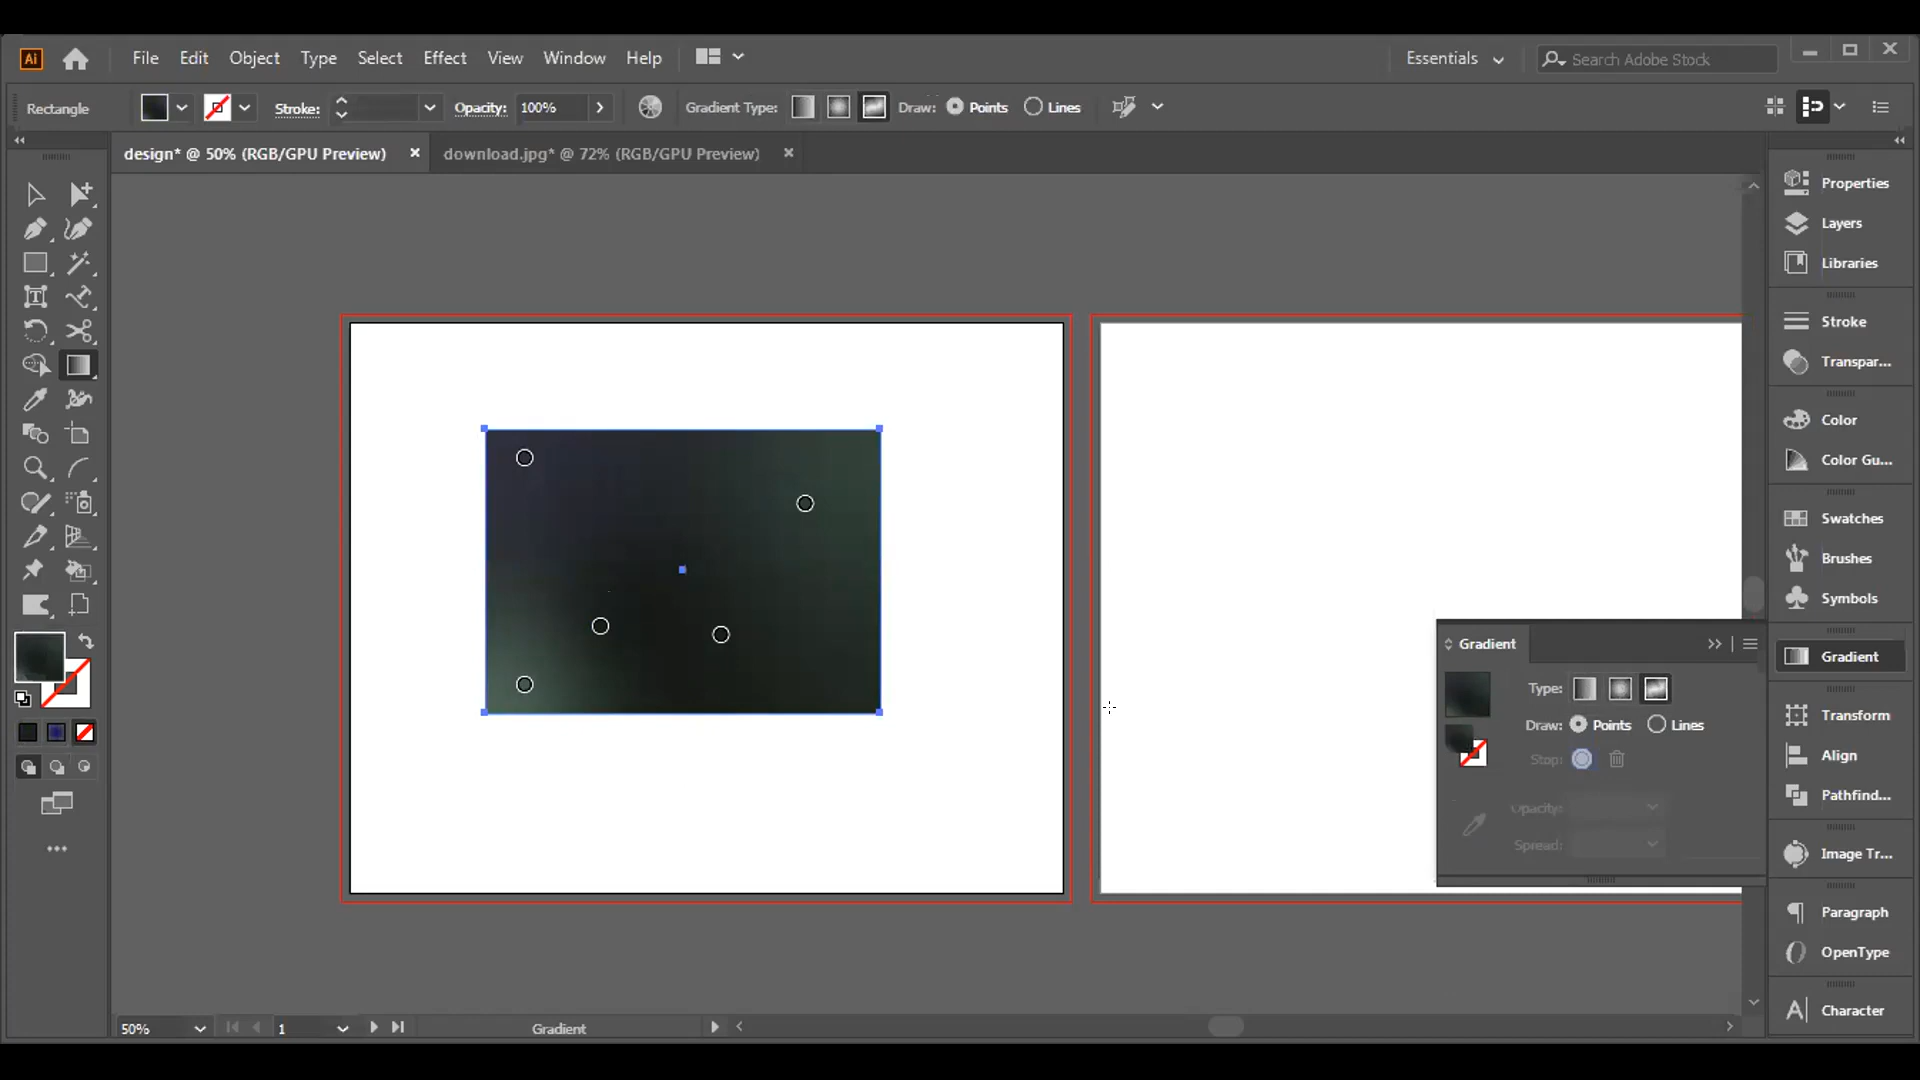 Ai
File Edit Object Type Select Effect View Window Help
Essentials
Search Adobe Stock
Rectangle
Stroke:
Opacity: 100%
Gradient Type:
Draw: Points Lines
design* @ 50% (RGB/GPU Preview)
download.jpg* @ 72% (RGB/GPU Preview)
Properties
Layers
Libraries
Stroke
Transpar...
Color
Color Gu...
Swatches
Brushes
Symbols
Gradient
Transform
Align
Pathfind...
Image Tr...
Paragraph
OpenType
Character
Gradient
Type:
Draw: Points Lines
Stop:
Opacity:
Spread:
50%
1
Gradient